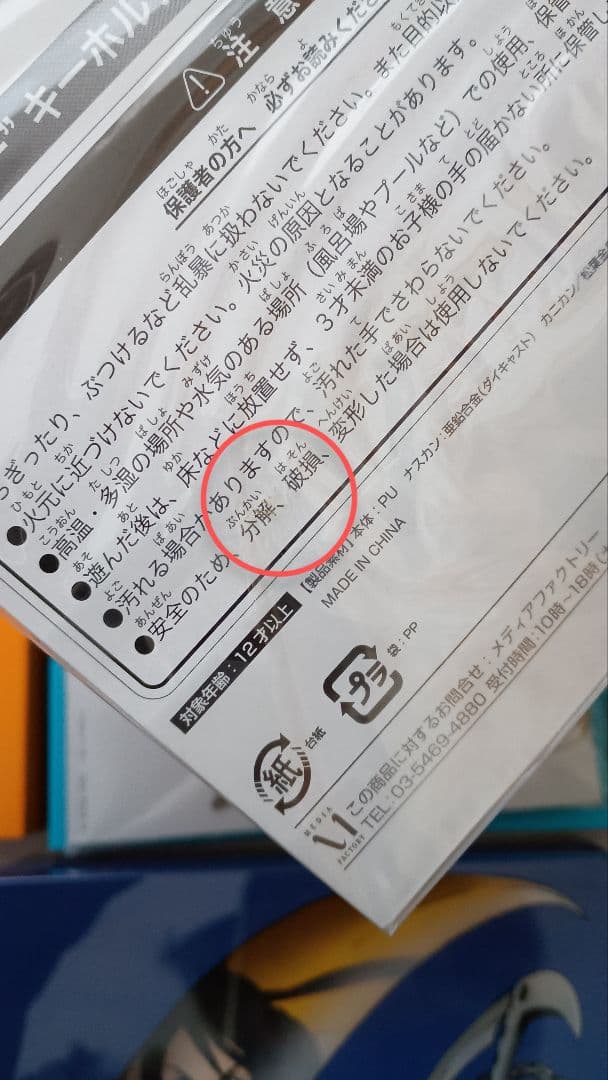 ” キーホル
⚠注 意
保護者の方へ 必ずお読みくださ
ぎったり、ぶつけるなど乱暴に扱わないでください。また目的以
●火元に近づけないでください。火災の原因となることがあります。
●高温・多湿の場所や水気のある場所（風呂場やプールなど）での使用、保管
●遊んだ後は、床などに放置せず、3才未満のお子様の手の届かない所に保管
●汚れる場合がありますので、汚れた手でさわらないでください。
●安全のため、分解、破損、変形した場合は使用しないでください。
対象年齢：12才以上
【製品素材】本体：PU ナスカン：亜鉛合金（ダイキャスト） カニカン/
MADE IN CHINA
紙 台紙
プラ 袋：PP
MEDIA FACTORY
この商品に対するお問合せ：メディアファクトリー
TEL：03-5469-4880 受付時間：10時～18時